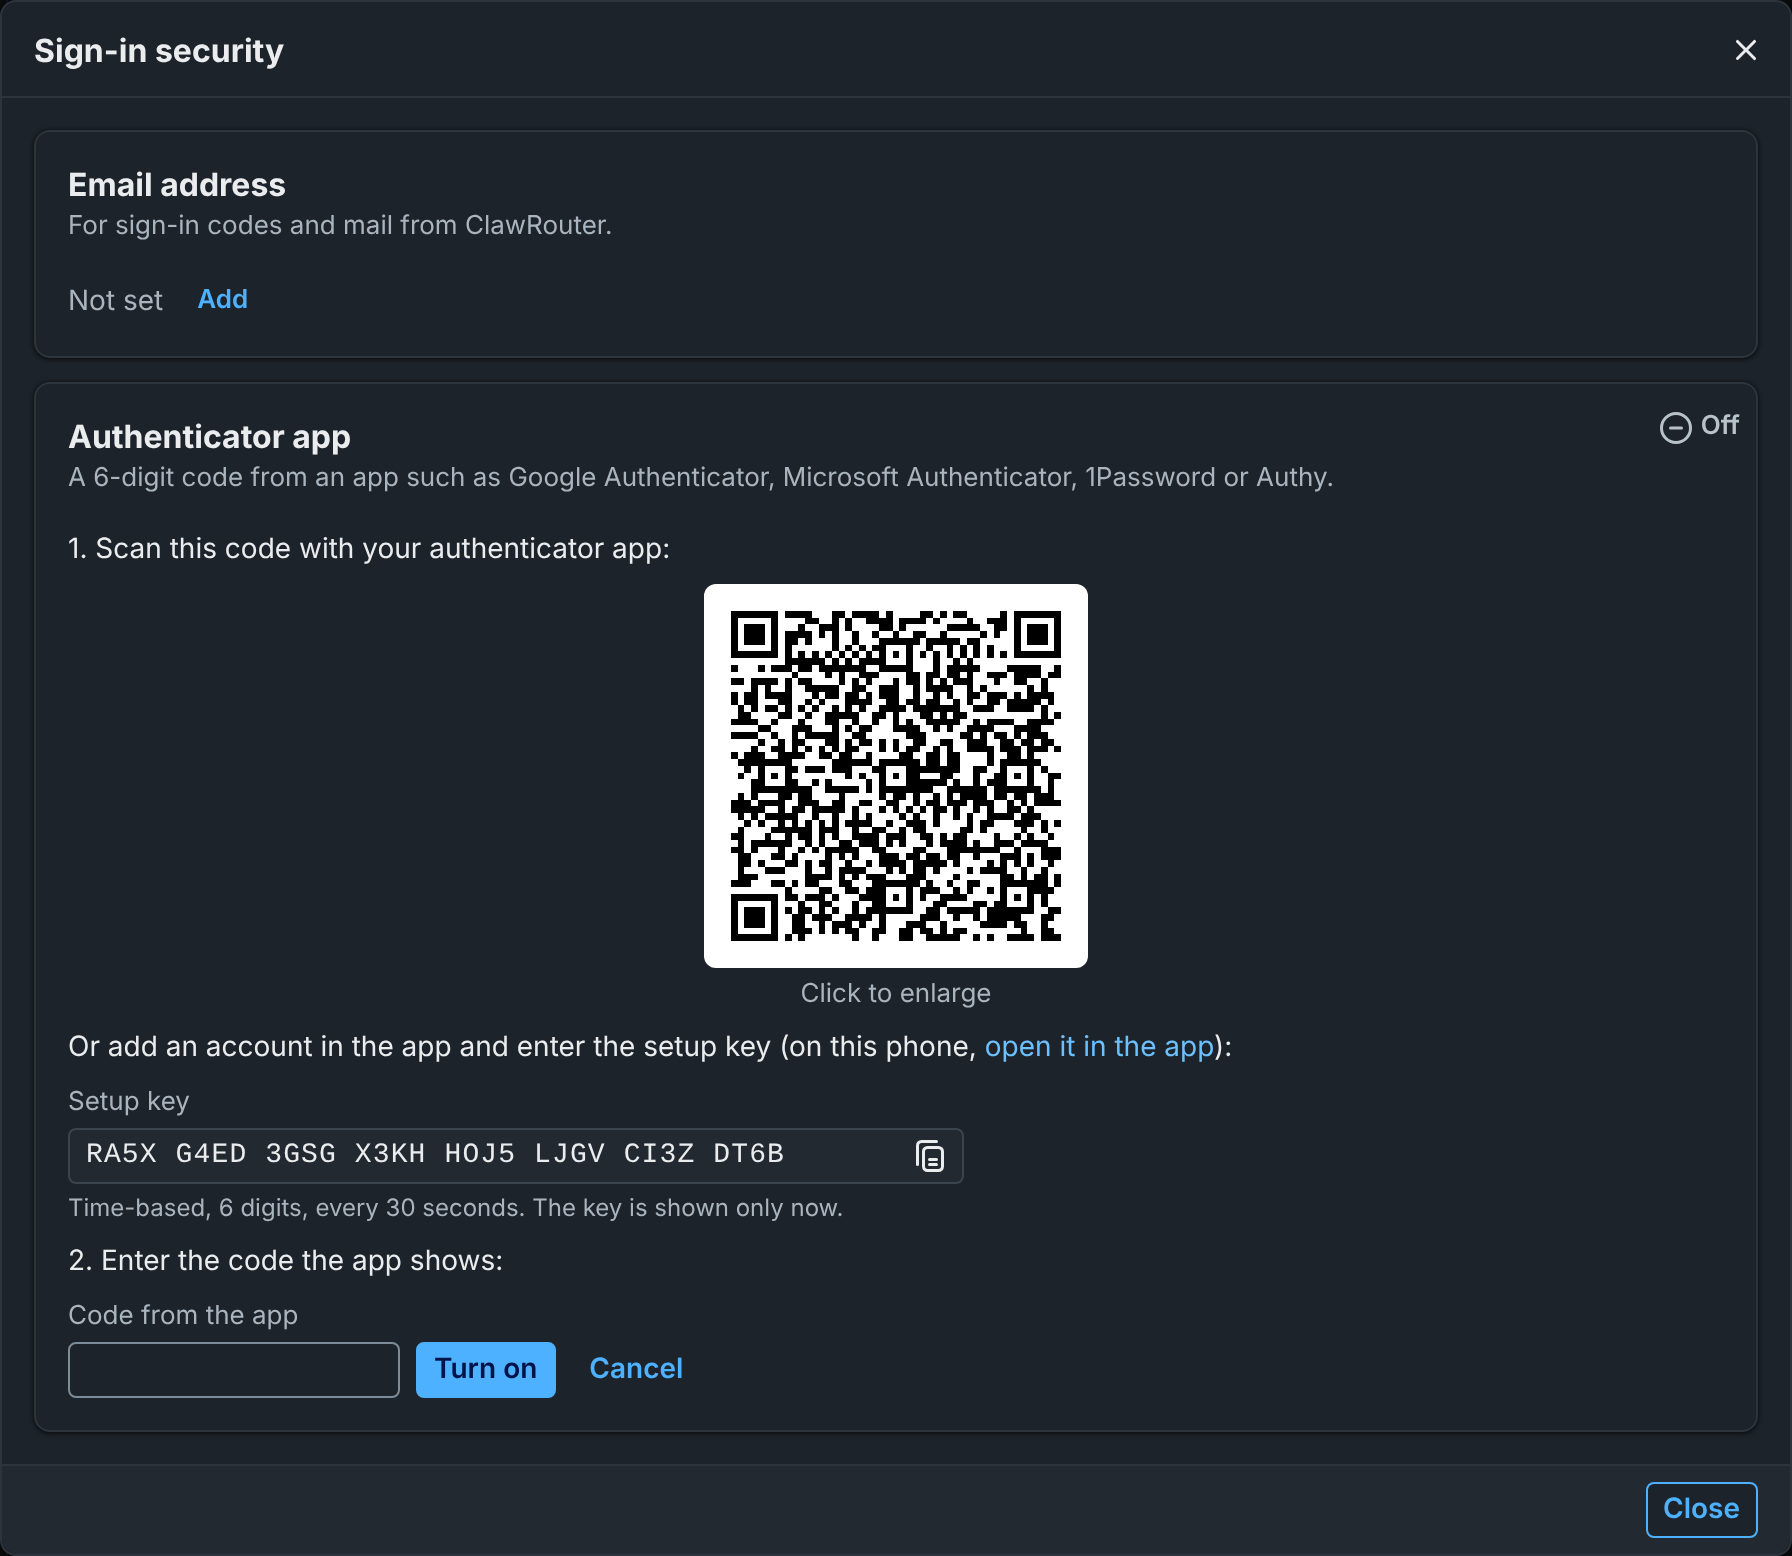 Sign-in security
Email address
For sign-in codes and mail from ClawRouter.
Not set Add
Authenticator app
Off
A 6-digit code from an app such as Google Authenticator, Microsoft Authenticator, 1Password or Authy.
1. Scan this code with your authenticator app:
Click to enlarge
Or add an account in the app and enter the setup key (on this phone, open it in the app):
Setup key
RA5X G4ED 3GSG X3KH HOJ5 LJGV CI3Z DT6B
Time-based, 6 digits, every 30 seconds. The key is shown only now.
2. Enter the code the app shows:
Code from the app
Turn on Cancel
Close